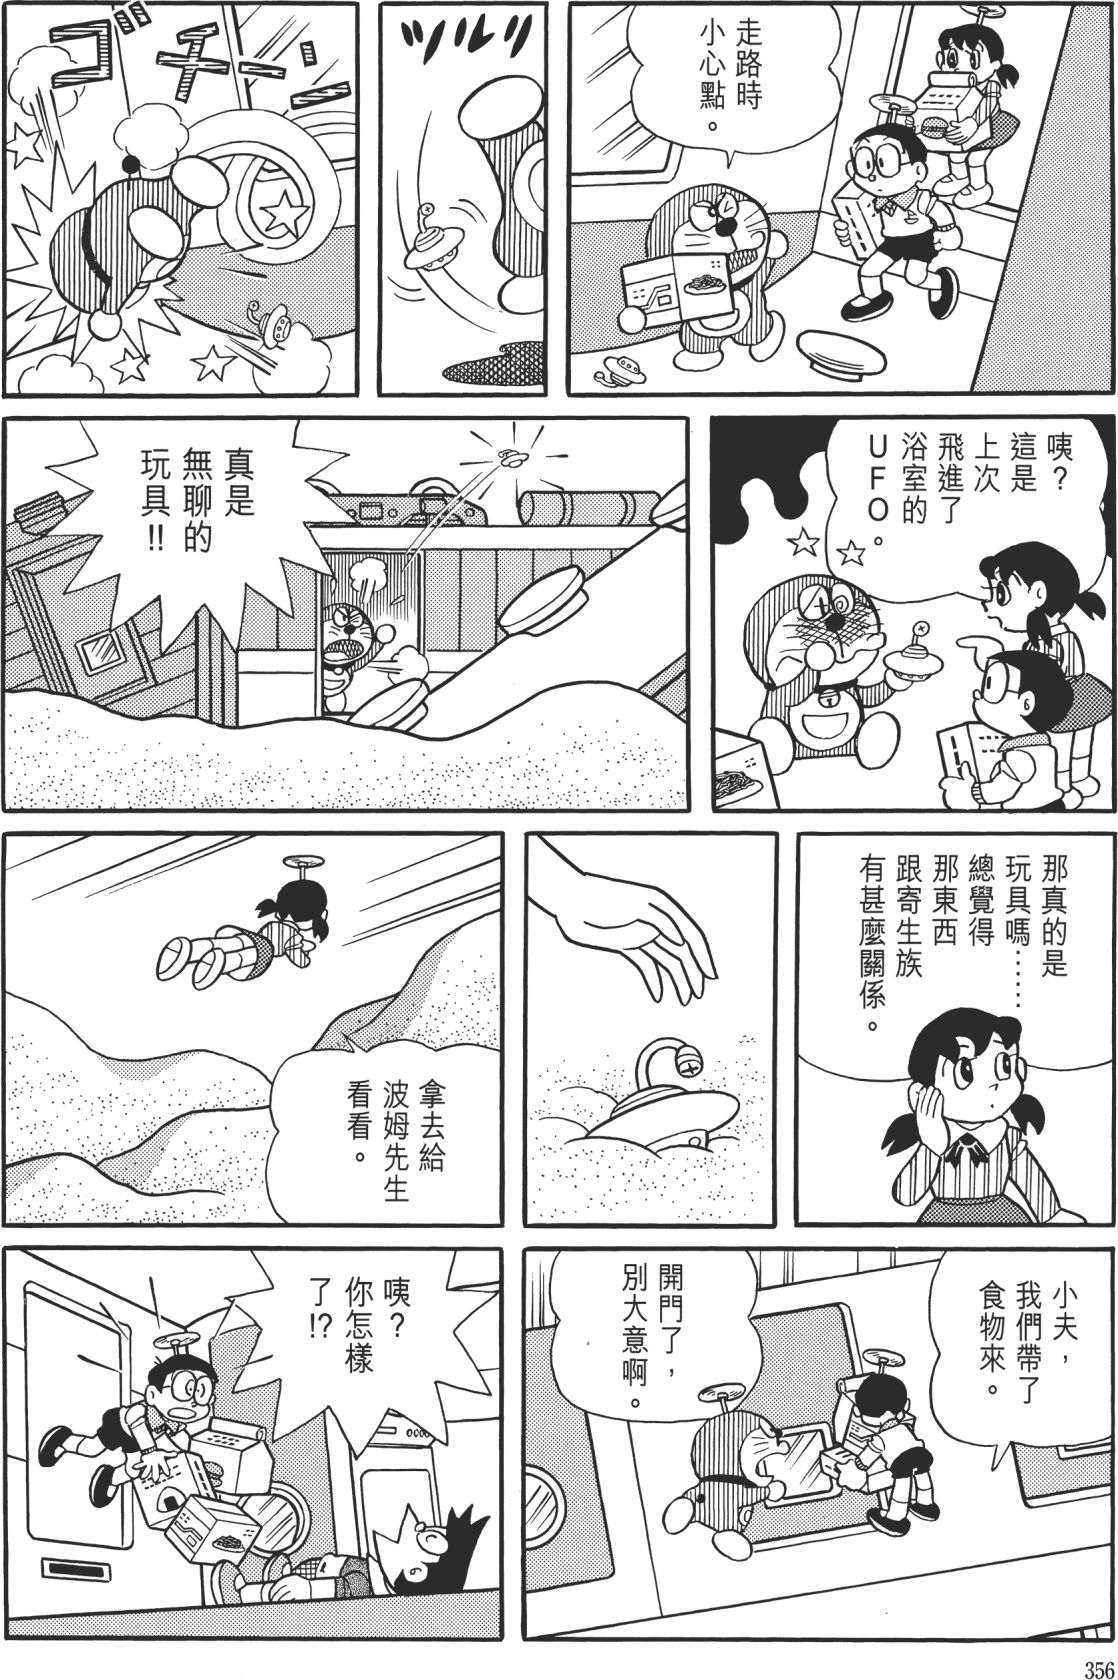 走路時
小心點。
ツルリ
ゴチーン
咦？
這是
上次
飛進了
浴室的
UFO。
真是
無聊的
玩具!!
那真的是
玩具嗎……
總覺得
那東西
跟寄生族
有甚麼關係。
拿去給
波姆先生
看看。
小夫，
我們帶了
食物來。
開門了，
別大意啊。
咦？
你怎樣
了!?
356